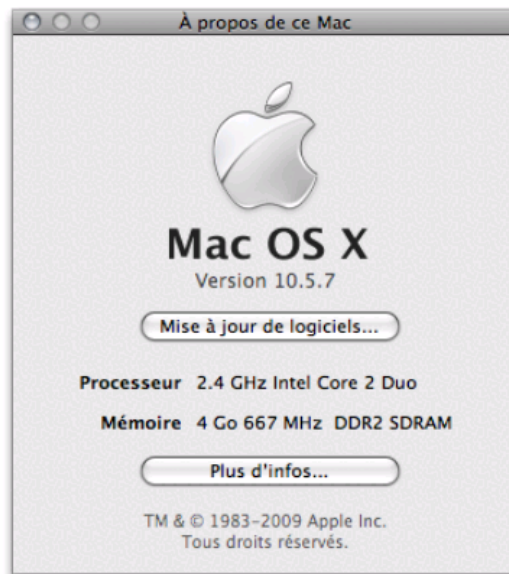 À propos de ce Mac
Mac OS X
Version 10.5.7
Mise à jour de logiciels...
Processeur 2.4 GHz Intel Core 2 Duo
Mémoire 4 Go 667 MHz DDR2 SDRAM
Plus d'infos...
TM & © 1983-2009 Apple Inc.
Tous droits réservés.